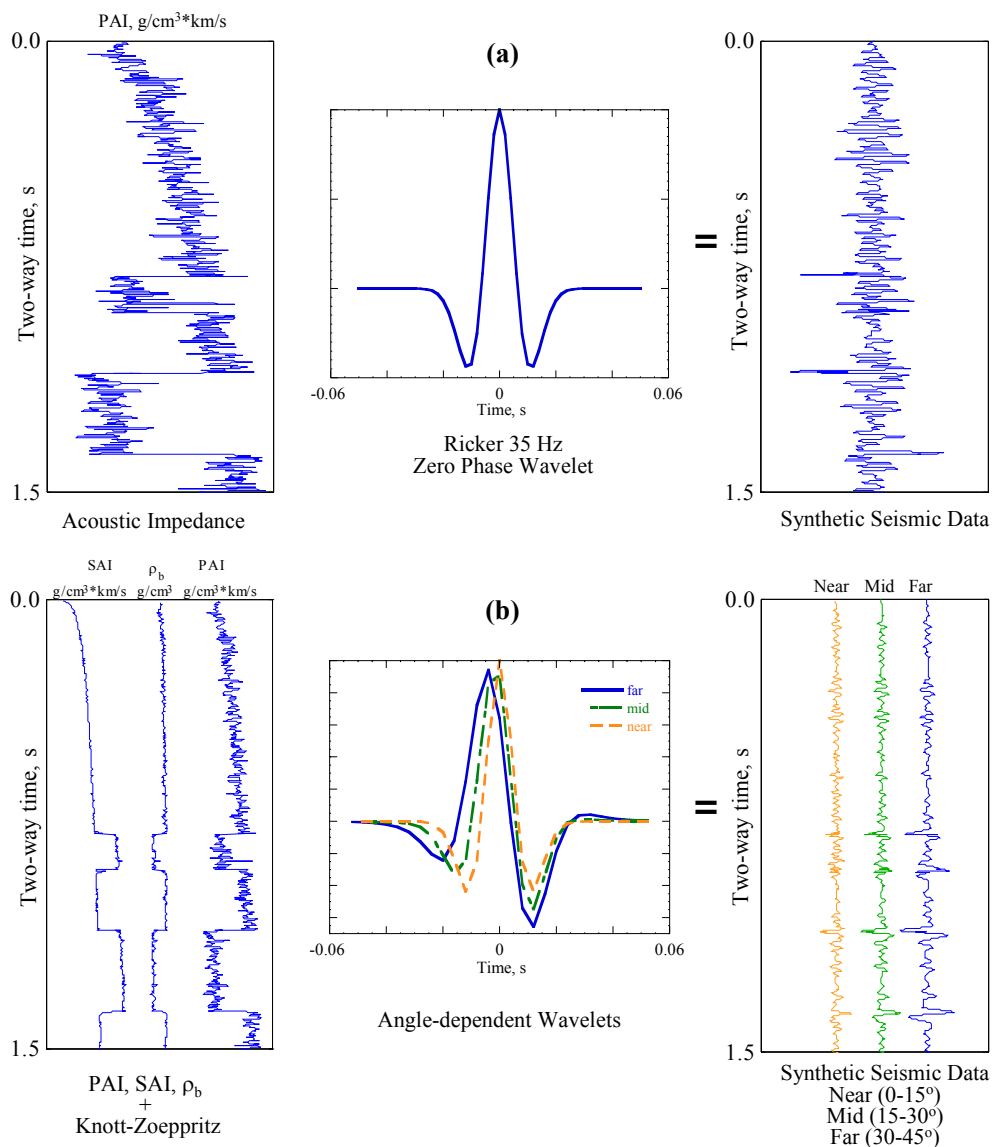 PAI, g/cm³*km/s
(a)
0.0
Two-way time, s
1.5
Acoustic Impedance
-0.06
0
0.06
Time, s
Ricker 35 Hz
Zero Phase Wavelet
=
0.0
Two-way time, s
1.5
Synthetic Seismic Data
SAI
g/cm³*km/s
ρb
g/cm³
PAI
g/cm³*km/s
(b)
0.0
Two-way time, s
1.5
PAI, SAI, ρb
+
Knott-Zoeppritz
far
mid
near
-0.06
0
0.06
Time, s
Angle-dependent Wavelets
=
Near Mid Far
0.0
Two-way time, s
1.5
Synthetic Seismic Data
Near (0-15º)
Mid (15-30º)
Far (30-45º)